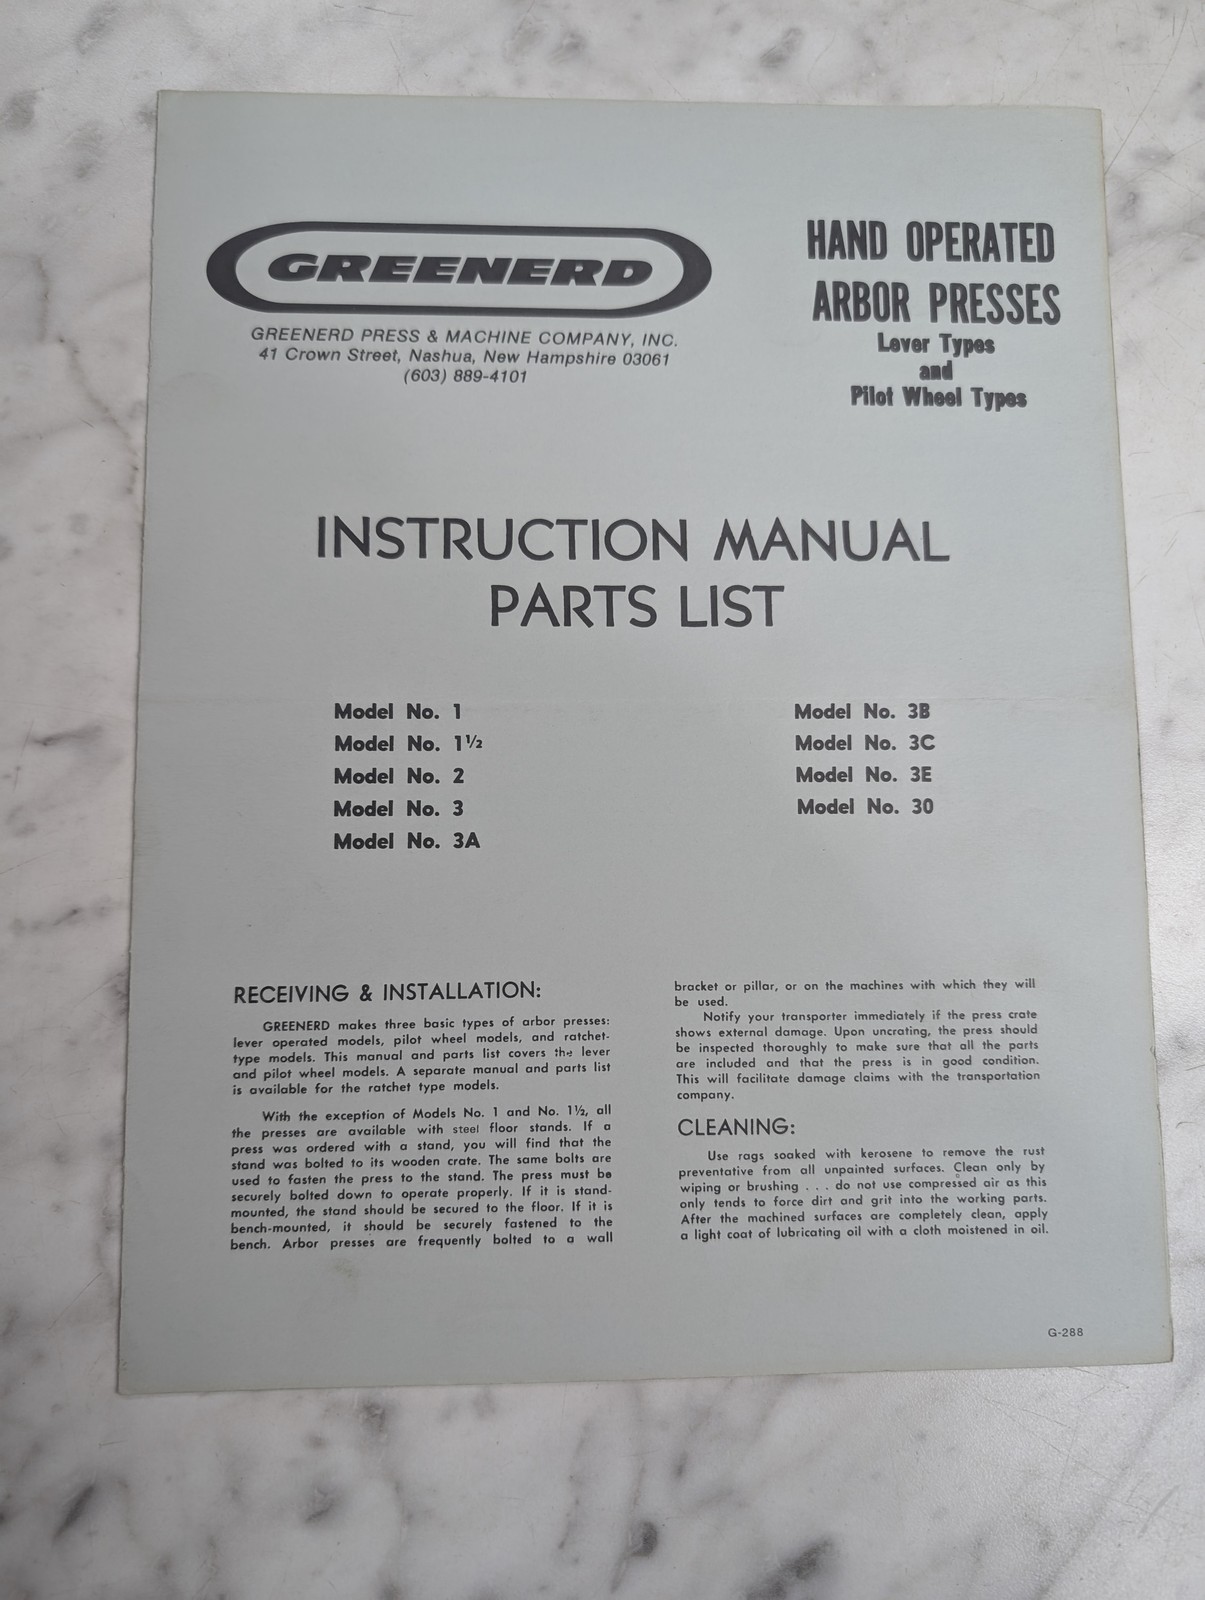 GREENERD
GREENERD PRESS & MACHINE COMPANY, INC.
41 Crown Street, Nashua, New Hampshire 03061
(603) 889-4101
HAND OPERATED
ARBOR PRESSES
Lever Types
and
Pilot Wheel Types
INSTRUCTION MANUAL
PARTS LIST
Model No. 1
Model No. 1½
Model No. 2
Model No. 3
Model No. 3A
Model No. 3B
Model No. 3C
Model No. 3E
Model No. 30
RECEIVING & INSTALLATION:
GREENERD makes three basic types of arbor presses:
lever operated models, pilot wheel models, and ratchet-
type models. This manual and parts list covers the lever
and pilot wheel models. A separate manual and parts list
is available for the ratchet type models.
With the exception of Models No. 1 and No. 1½, all
the presses are available with steel floor stands. If a
press was ordered with a stand, you will find that the
stand was bolted to its wooden crate. The same bolts are
used to fasten the press to the stand. The press must be
securely bolted down to operate properly. If it is stand-
mounted, the stand should be secured to the floor. If it is
bench-mounted, it should be securely fastened to the
bench. Arbor presses are frequently bolted to a wall
bracket or pillar, or on the machines with which they will
be used.
Notify your transporter immediately if the press crate
shows external damage. Upon uncrating, the press should
be inspected thoroughly to make sure that all the parts
are included and that the press is in good condition.
This will facilitate damage claims with the transportation
company.
CLEANING:
Use rags soaked with kerosene to remove the rust
preventative from all unpainted surfaces. Clean only by
wiping or brushing . . . do not use compressed air as this
only tends to force dirt and grit into the working parts.
After the machined surfaces are completely clean, apply
a light coat of lubricating oil with a cloth moistened in oil.
G-288